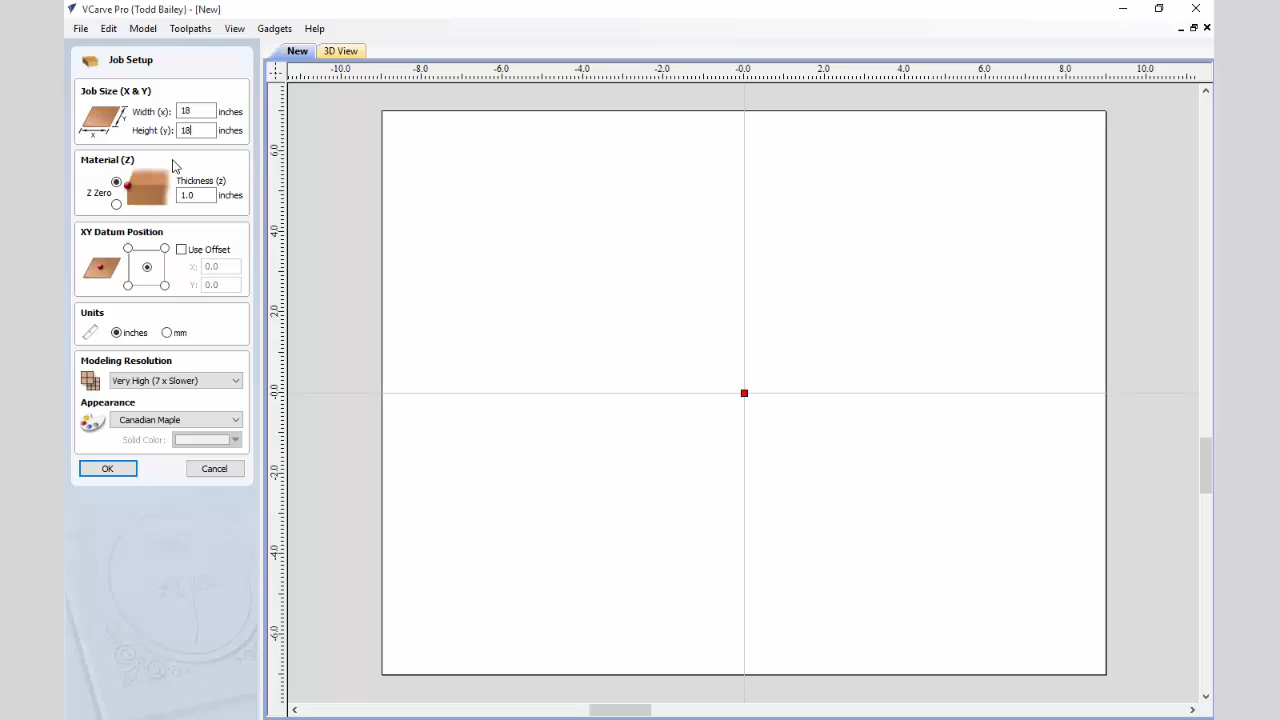 VCarve Pro (Todd Bailey) - [New]
File Edit Model Toolpaths View Gadgets Help
New 3D View
Job Setup
-10.0 -8.0 -6.0 -4.0 -2.0 -0.0 2.0 4.0 6.0 8.0 10.0
Job Size (X & Y)
Width (x): 18 inches
Height (y): 18 inches
Y
X
Material (Z)
Thickness (z)
Z Zero
1.0 inches
XY Datum Position
Use Offset
X: 0.0
Y: 0.0
Units
inches mm
Modeling Resolution
Very High (7 x Slower)
Appearance
Canadian Maple
Solid Color:
OK Cancel
6.0
4.0
2.0
-0.0
-2.0
-4.0
-6.0